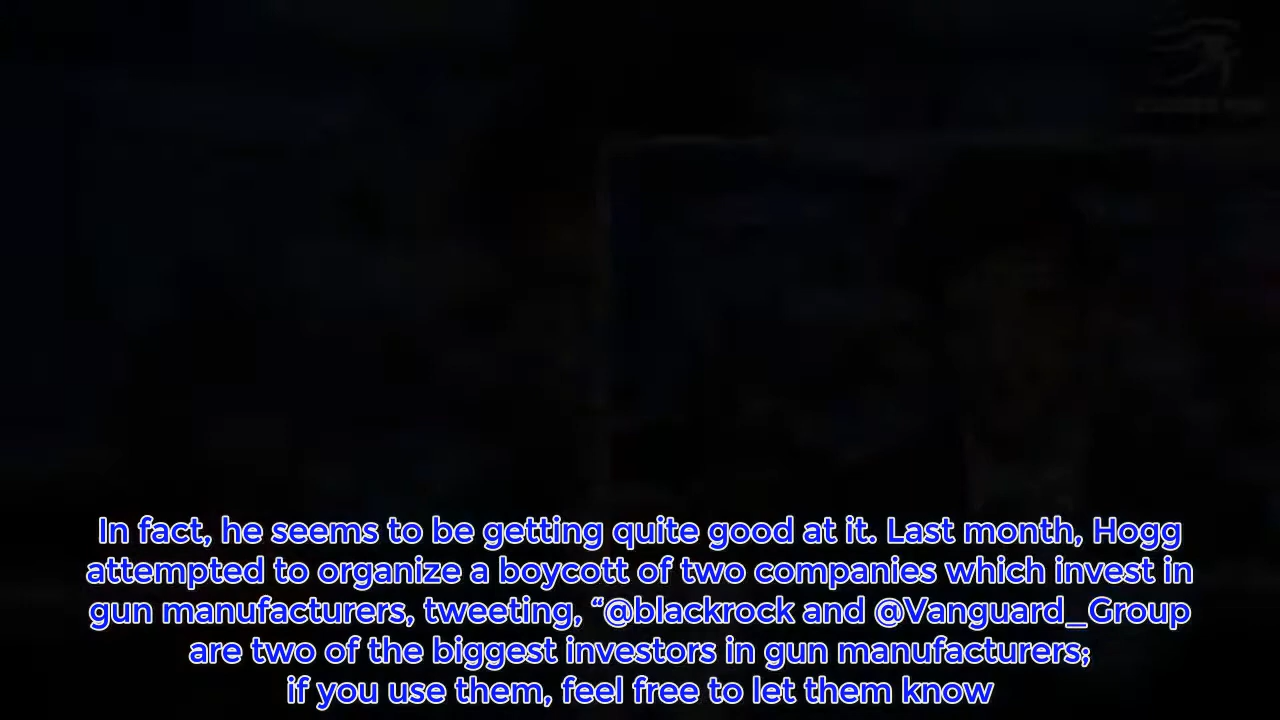 In fact, he seems to be getting quite good at it. Last month, Hogg
attempted to organize a boycott of two companies which invest in
gun manufacturers, tweeting, “@blackrock and @Vanguard_Group
are two of the biggest investors in gun manufacturers;
if you use them, feel free to let them know